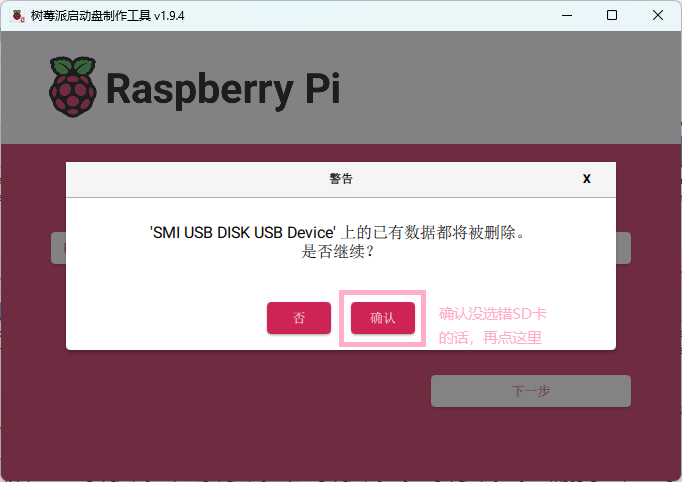 树莓派启动盘制作工具 v1.9.4
Raspberry Pi
警告
X
'SMI USB DISK USB Device' 上的已有数据都将被删除。
是否继续？
否
确认
确认没选错SD卡
的话，再点这里
下一步